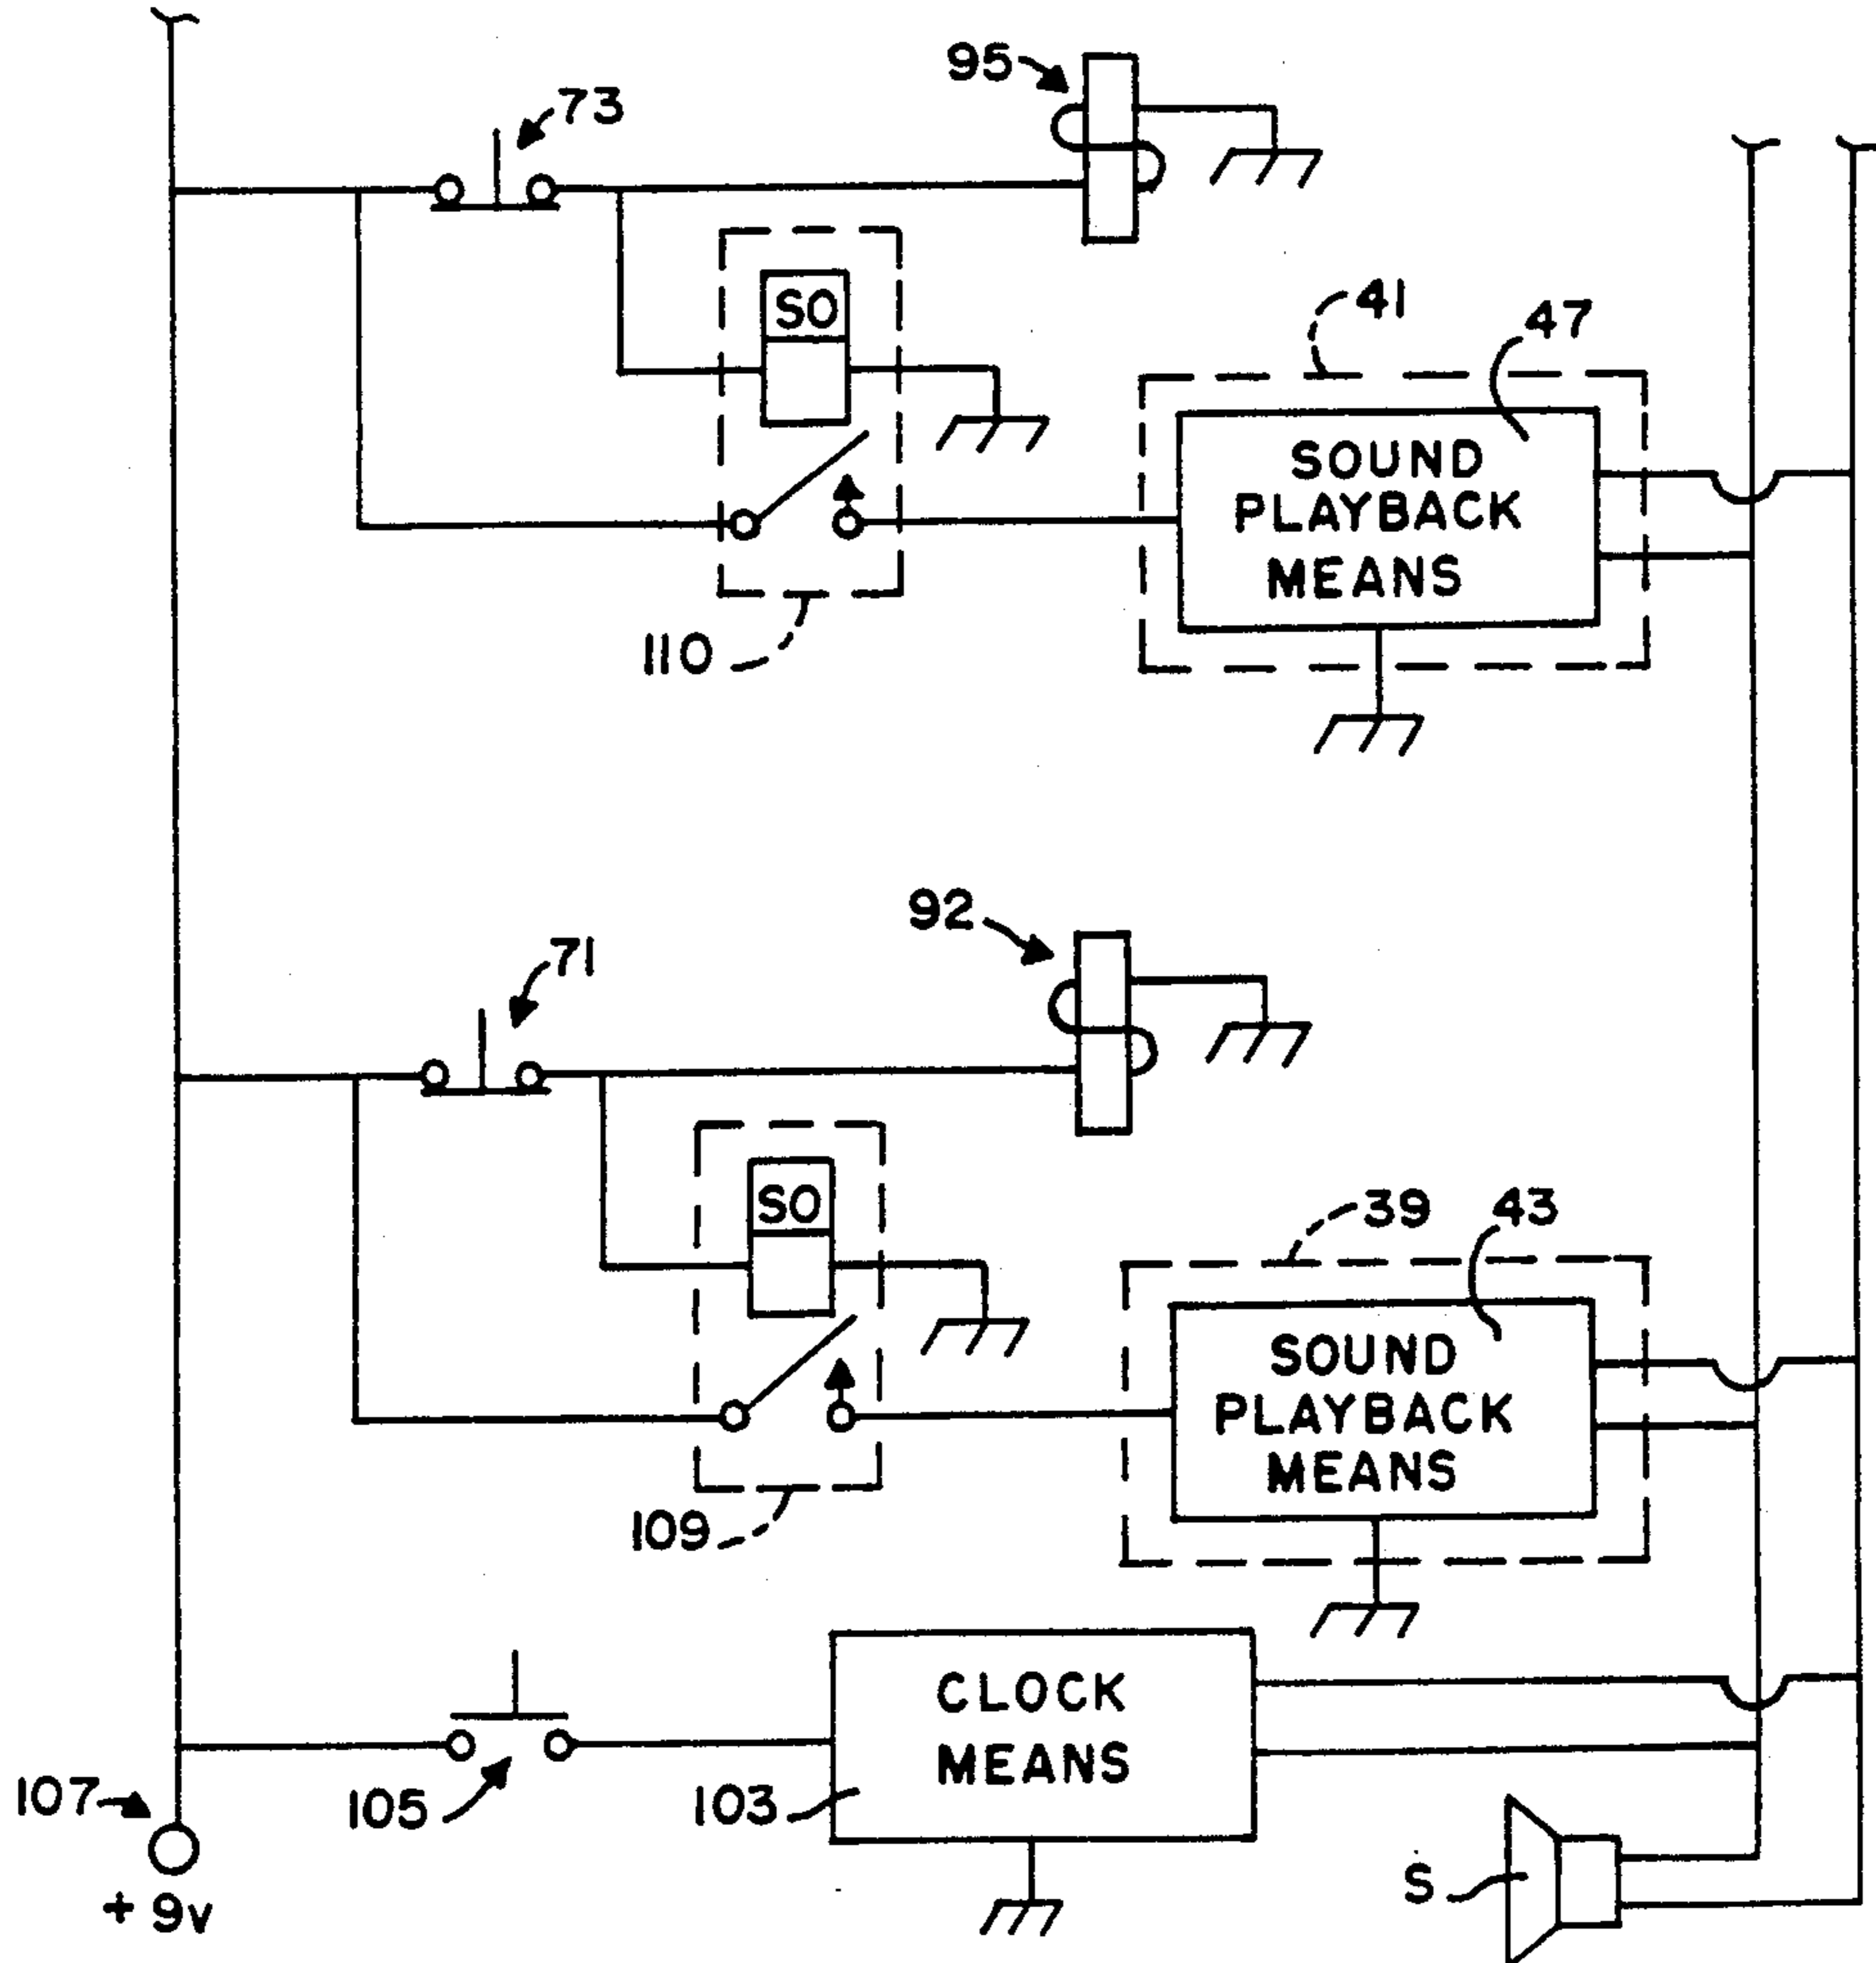 95
73
SO
41
47
SOUND
PLAYBACK
MEANS
110
92
71
SO
39
43
SOUND
PLAYBACK
MEANS
109
CLOCK
MEANS
107
105
103
S
+ 9v